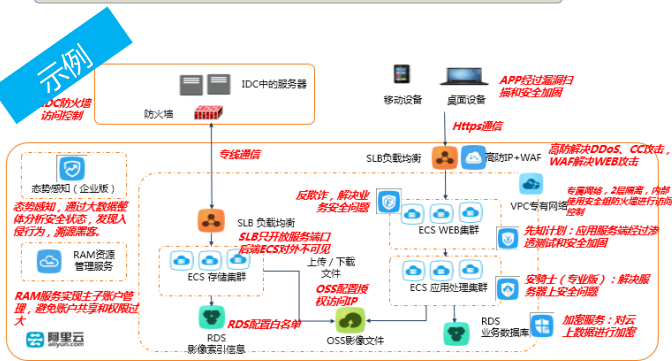 示例
IDC中的服务器
防火墙
IDC防火墙
访问控制
移动设备
桌面设备
APP经过漏洞扫
描和安全加固
专线通信
Https通信
SLB负载均衡
高防IP+WAF
高防解决DDoS、CC攻击，
WAF解决WEB攻击
态势感知（企业版）
态势感知，通过大数据整
体分析安全状态，发现入
侵行为，溯源黑客。
反欺诈，解决业
务安全问题
VPC专有网络
专属网络，2层隔离，内部
使用安全组防火墙进行访问
控制
SLB 负载均衡
SLB只开放服务端口
后端ECS对外不可见
ECS WEB集群
先知计划：应用服务端经过渗
透测试和安全加固
RAM资源
管理服务
ECS 存储集群
上传 / 下载
文件
ECS 应用处理集群
安骑士（专业版）：解决服
务器上安全问题
RAM服务实现主子账户管
理，避免账户共享和权限过
大
OSS配置授
权访问IP
RDS配置白名单
RDS
影像索引信息
OSS影像文件
RDS
业务数据库
加密服务：对云
上数据进行加密
阿里云
aliyun.com